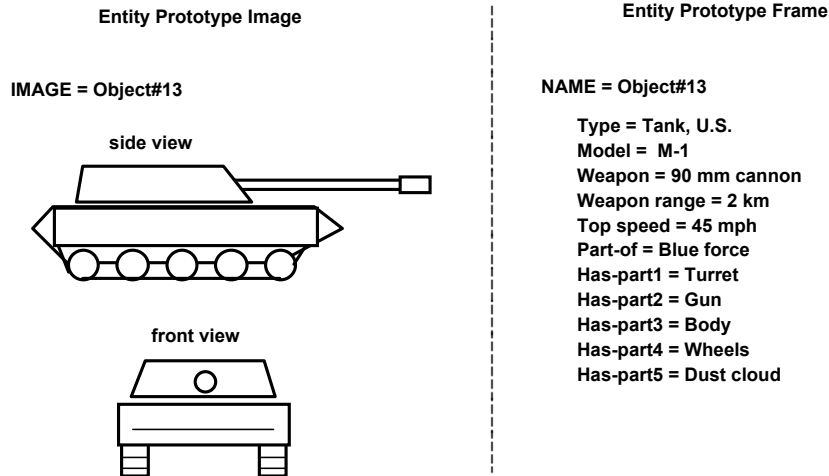 Entity Prototype Image
IMAGE = Object#13
side view
front view
Entity Prototype Frame
NAME = Object#13
Type = Tank, U.S.
Model = M-1
Weapon = 90 mm cannon
Weapon range = 2 km
Top speed = 45 mph
Part-of = Blue force
Has-part1 = Turret
Has-part2 = Gun
Has-part3 = Body
Has-part4 = Wheels
Has-part5 = Dust cloud